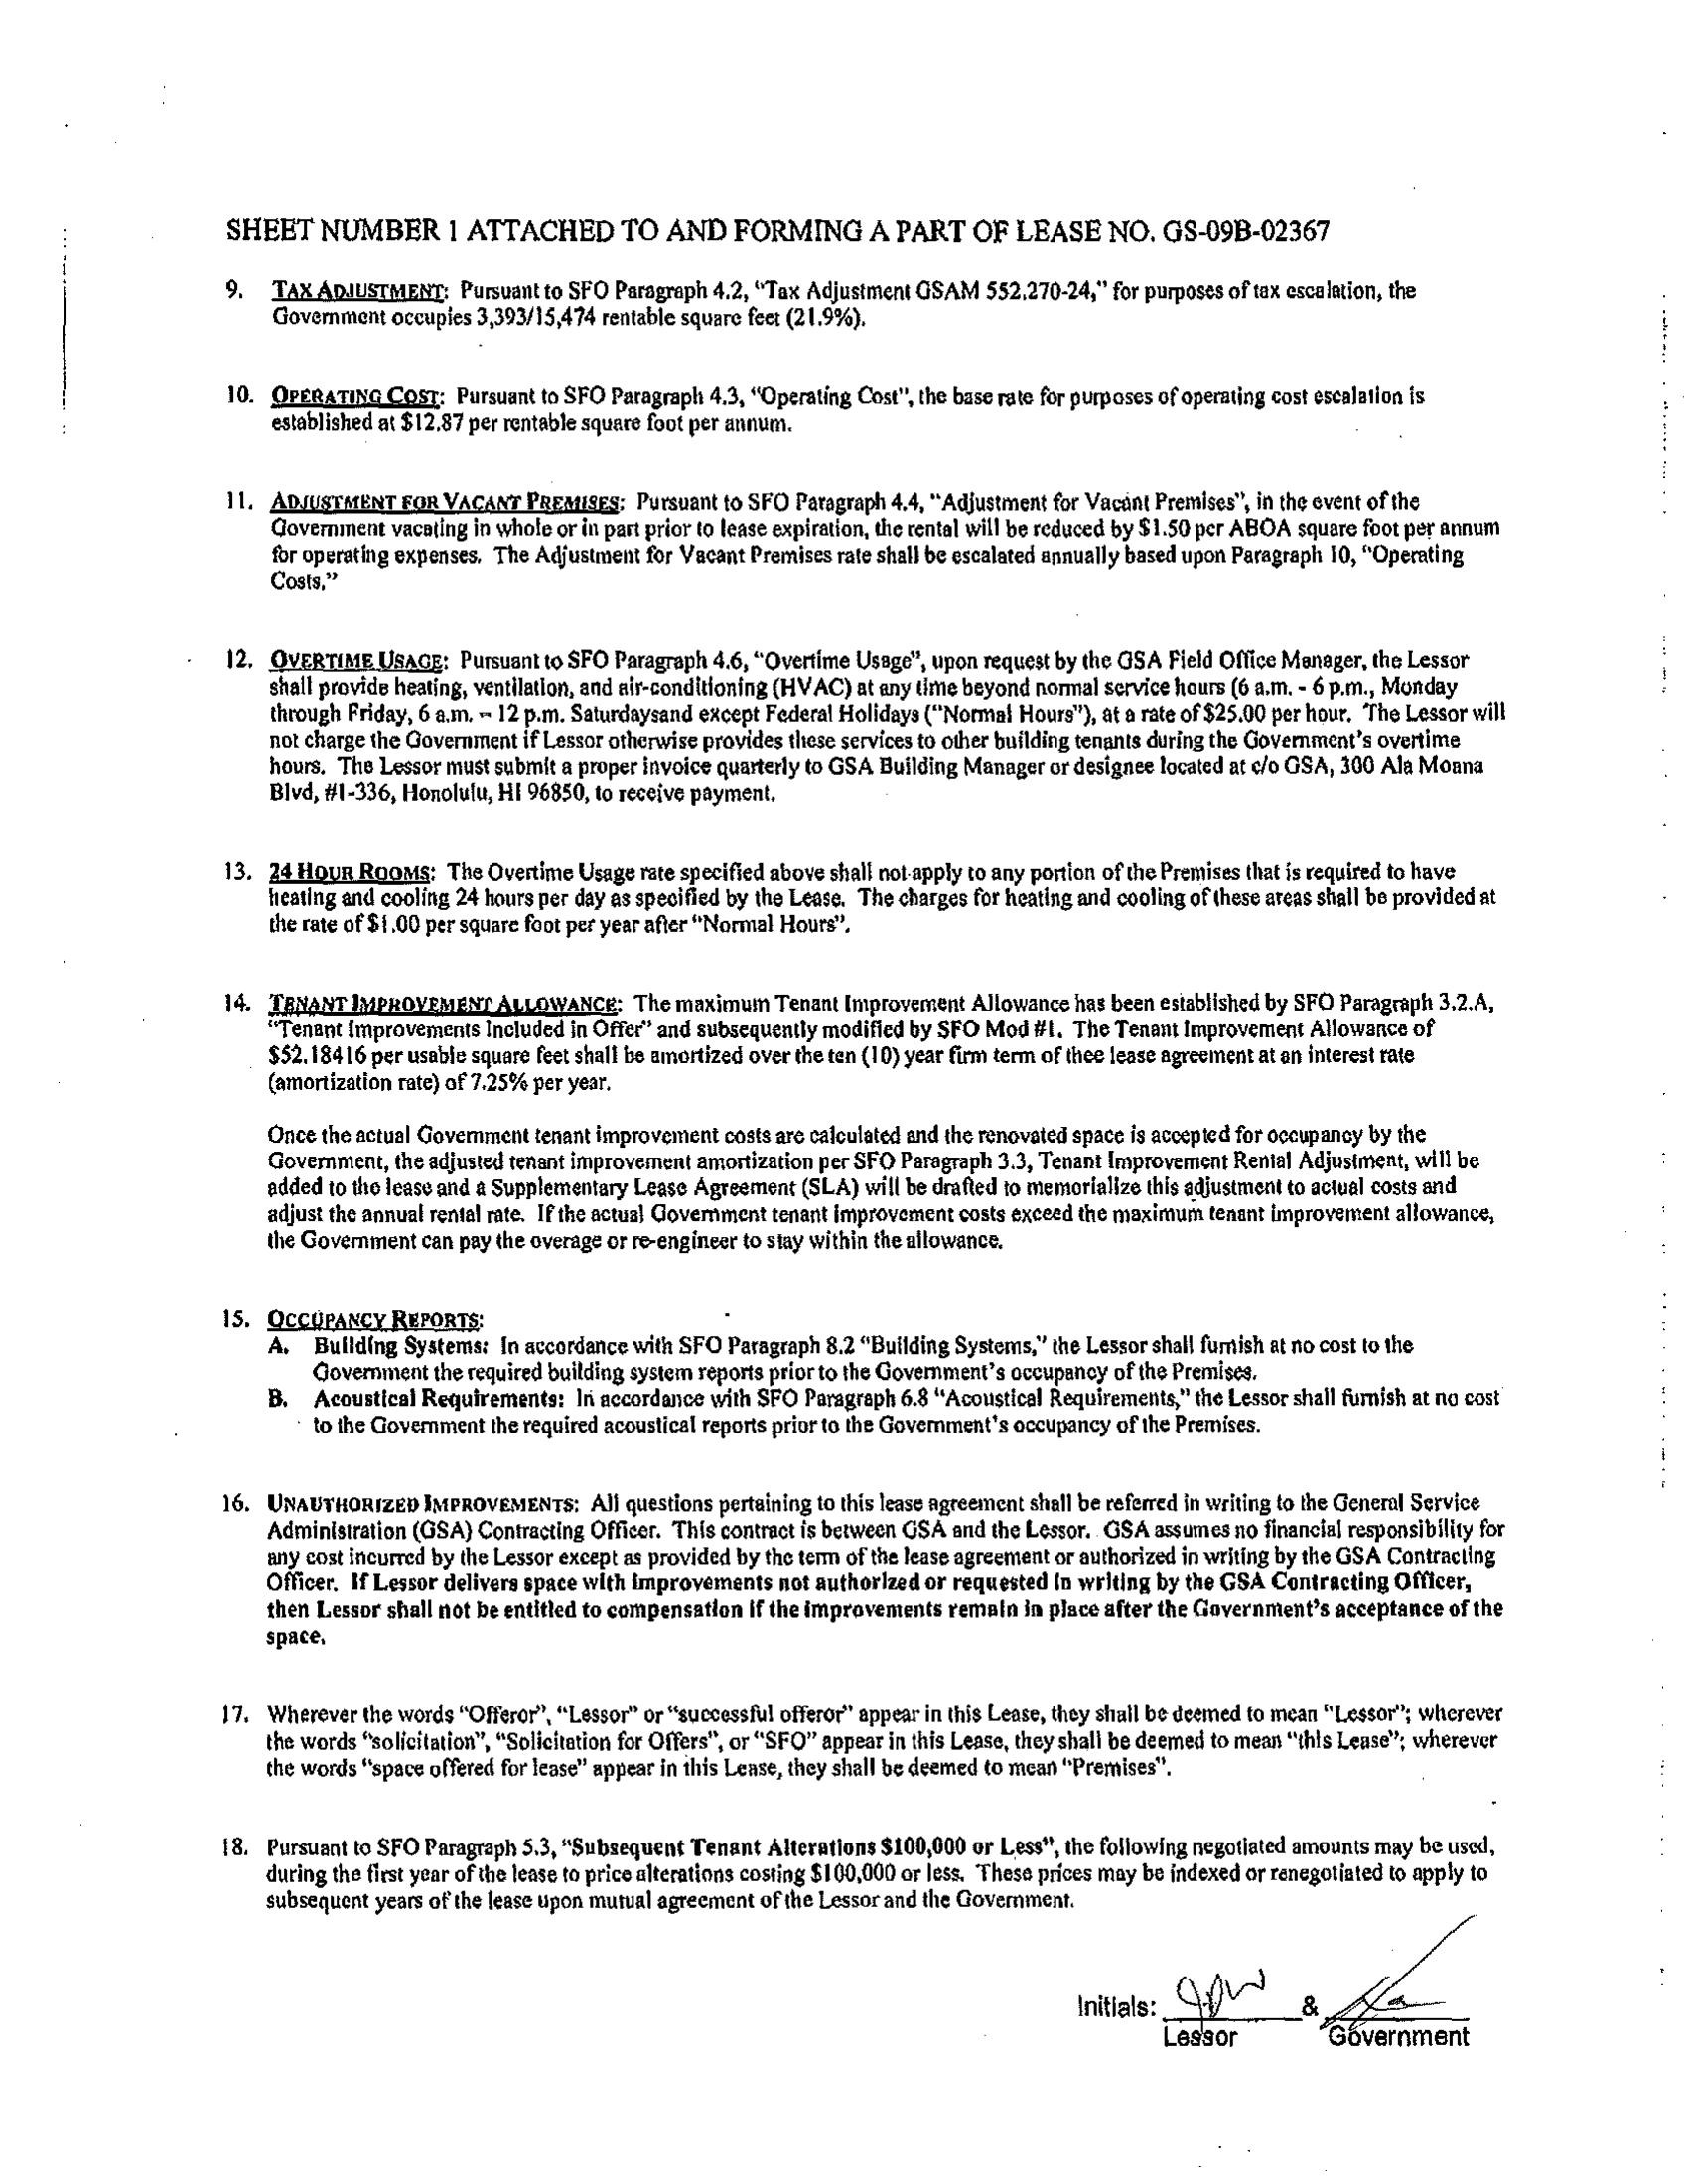 SHEET NUMBER 1 ATTACHED TO AND FORMING A PART OF LEASE NO. GS-09B-02367
9. TAX ADJUSTMENT: Pursuant to SFO Paragraph 4.2, “Tax Adjustment GSAM 552.270-24,” for purposes of tax escalation, the
Government occupies 3,393/15,474 rentable square feet (21.9%).
10. OPERATING COST: Pursuant to SFO Paragraph 4.3, “Operating Cost”, the base rate for purposes of operating cost escalation is
established at $12.87 per rentable square foot per annum.
11. ADJUSTMENT FOR VACANT PREMISES: Pursuant to SFO Paragraph 4.4, “Adjustment for Vacant Premises”, in the event of the
Government vacating in whole or in part prior to lease expiration, the rental will be reduced by $1.50 per ABOA square foot per annum
for operating expenses. The Adjustment for Vacant Premises rate shall be escalated annually based upon Paragraph 10, “Operating
Costs.”
12. OVERTIME USAGE: Pursuant to SFO Paragraph 4.6, “Overtime Usage”, upon request by the GSA Field Office Manager, the Lessor
shall provide heating, ventilation, and air-conditioning (HVAC) at any time beyond normal service hours (6 a.m. - 6 p.m., Monday
through Friday, 6 a.m. – 12 p.m. Saturdaysand except Federal Holidays (“Normal Hours”), at a rate of $25.00 per hour. The Lessor will
not charge the Government if Lessor otherwise provides these services to other building tenants during the Government’s overtime
hours. The Lessor must submit a proper invoice quarterly to GSA Building Manager or designee located at c/o GSA, 300 Ala Moana
Blvd, #1-336, Honolulu, HI 96850, to receive payment.
13. 24 HOUR ROOMS: The Overtime Usage rate specified above shall not apply to any portion of the Premises that is required to have
heating and cooling 24 hours per day as specified by the Lease. The charges for heating and cooling of these areas shall be provided at
the rate of $1.00 per square foot per year after “Normal Hours”.
14. TENANT IMPROVEMENT ALLOWANCE: The maximum Tenant Improvement Allowance has been established by SFO Paragraph 3.2.A,
“Tenant Improvements Included in Offer” and subsequently modified by SFO Mod #1. The Tenant Improvement Allowance of
$52.18416 per usable square feet shall be amortized over the ten (10) year firm term of thee lease agreement at an interest rate
(amortization rate) of 7.25% per year.
Once the actual Government tenant improvement costs are calculated and the renovated space is accepted for occupancy by the
Government, the adjusted tenant improvement amortization per SFO Paragraph 3.3, Tenant Improvement Rental Adjustment, will be
added to the lease and a Supplementary Lease Agreement (SLA) will be drafted to memorialize this adjustment to actual costs and
adjust the annual rental rate. If the actual Government tenant improvement costs exceed the maximum tenant improvement allowance,
the Government can pay the overage or re-engineer to stay within the allowance.
15. OCCUPANCY REPORTS:
A. Building Systems: In accordance with SFO Paragraph 8.2 “Building Systems,” the Lessor shall furnish at no cost to the
Government the required building system reports prior to the Government’s occupancy of the Premises.
B. Acoustical Requirements: In accordance with SFO Paragraph 6.8 “Acoustical Requirements,” the Lessor shall furnish at no cost
to the Government the required acoustical reports prior to the Government’s occupancy of the Premises.
16. UNAUTHORIZED IMPROVEMENTS: All questions pertaining to this lease agreement shall be referred in writing to the General Service
Administration (GSA) Contracting Officer. This contract is between GSA and the Lessor. GSA assumes no financial responsibility for
any cost incurred by the Lessor except as provided by the term of the lease agreement or authorized in writing by the GSA Contracting
Officer. If Lessor delivers space with improvements not authorized or requested in writing by the GSA Contracting Officer,
then Lessor shall not be entitled to compensation if the improvements remain in place after the Government’s acceptance of the
space.
17. Wherever the words “Offeror”, “Lessor” or “successful offeror” appear in this Lease, they shall be deemed to mean “Lessor”; wherever
the words “solicitation”, “Solicitation for Offers”, or “SFO” appear in this Lease, they shall be deemed to mean “this Lease”; wherever
the words “space offered for lease” appear in this Lease, they shall be deemed to mean “Premises”.
18. Pursuant to SFO Paragraph 5.3, “Subsequent Tenant Alterations $100,000 or Less”, the following negotiated amounts may be used,
during the first year of the lease to price alterations costing $100,000 or less. These prices may be indexed or renegotiated to apply to
subsequent years of the lease upon mutual agreement of the Lessor and the Government.
Initials: &
Lessor Government